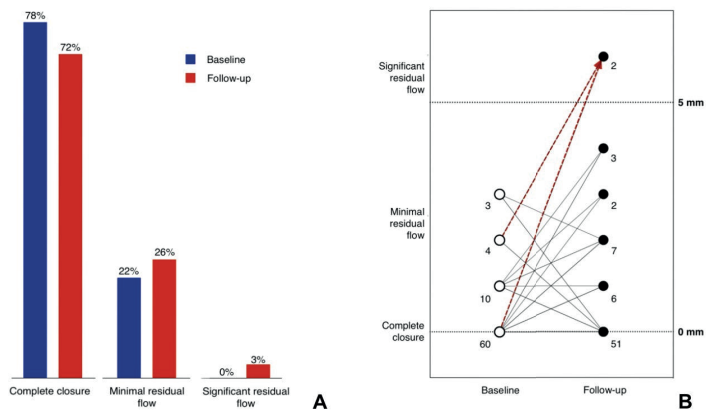 78%
72%
Baseline
Follow-up
22%
26%
0%
3%
Complete closure
Minimal residual
flow
Significant residual
flow
A
Significant
residual
flow
2
5 mm
3
3
2
Minimal
residual
flow
4
7
10
6
Complete
closure
60
51
0 mm
Baseline
Follow-up
B